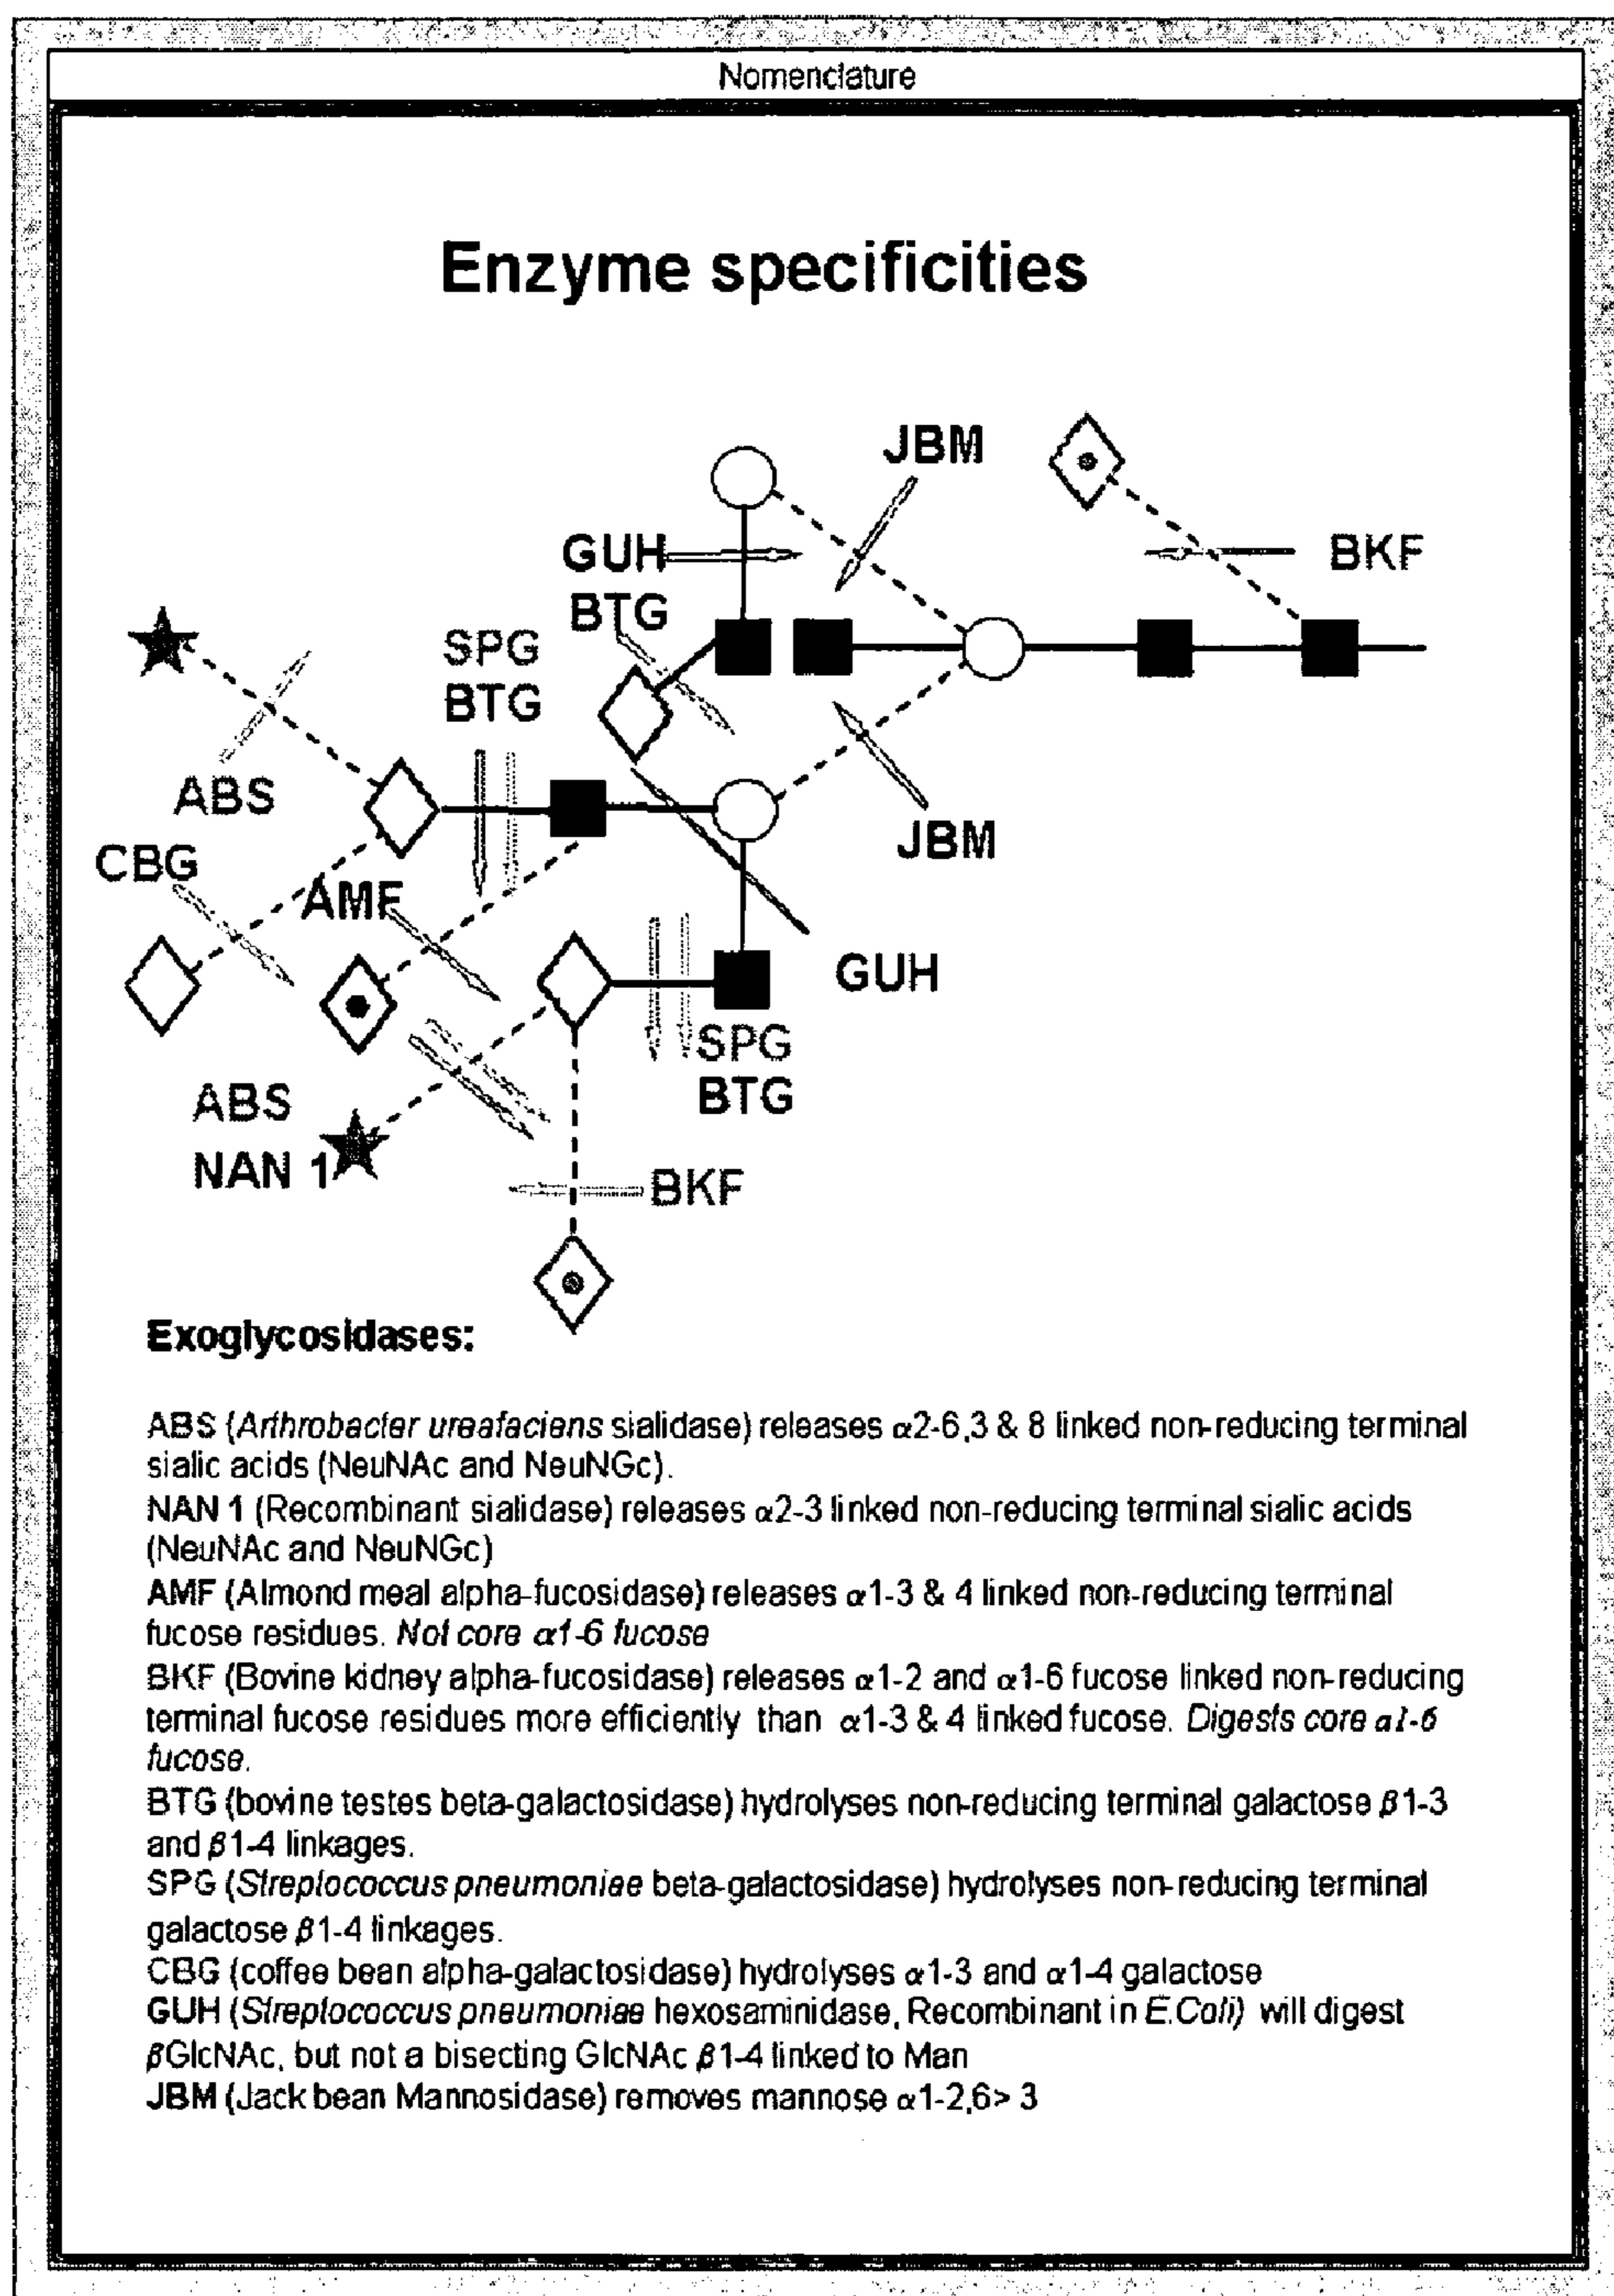 Nomenclature
Enzyme specificities
JBM
GUH
BKF
BTG
SPG
BTG
ABS
JBM
CBG
AMF
GUH
SPG
ABS
BTG
NAN 1
BKF
Exoglycosidases:
ABS (Arthrobacter ureafaciens sialidase) releases α2-6,3 & 8 linked non-reducing terminal
sialic acids (NeuNAc and NeuNGc).
NAN 1 (Recombinant sialidase) releases α2-3 linked non-reducing terminal sialic acids
(NeuNAc and NeuNGc)
AMF (Almond meal alpha-fucosidase) releases α1-3 & 4 linked non-reducing terminal
fucose residues. Not core α1-6 fucose
BKF (Bovine kidney alpha-fucosidase) releases α1-2 and α1-6 fucose linked non-reducing
terminal fucose residues more efficiently than α1-3 & 4 linked fucose. Digests core α1-6
fucose.
BTG (bovine testes beta-galactosidase) hydrolyses non-reducing terminal galactose β1-3
and β1-4 linkages.
SPG (Streptococcus pneumoniae beta-galactosidase) hydrolyses non-reducing terminal
galactose β1-4 linkages.
CBG (coffee bean alpha-galactosidase) hydrolyses α1-3 and α1-4 galactose
GUH (Streptococcus pneumoniae hexosaminidase, Recombinant in E.Coli) will digest
βGlcNAc, but not a bisecting GlcNAc β1-4 linked to Man
JBM (Jack bean Mannosidase) removes mannose α1-2,6> 3